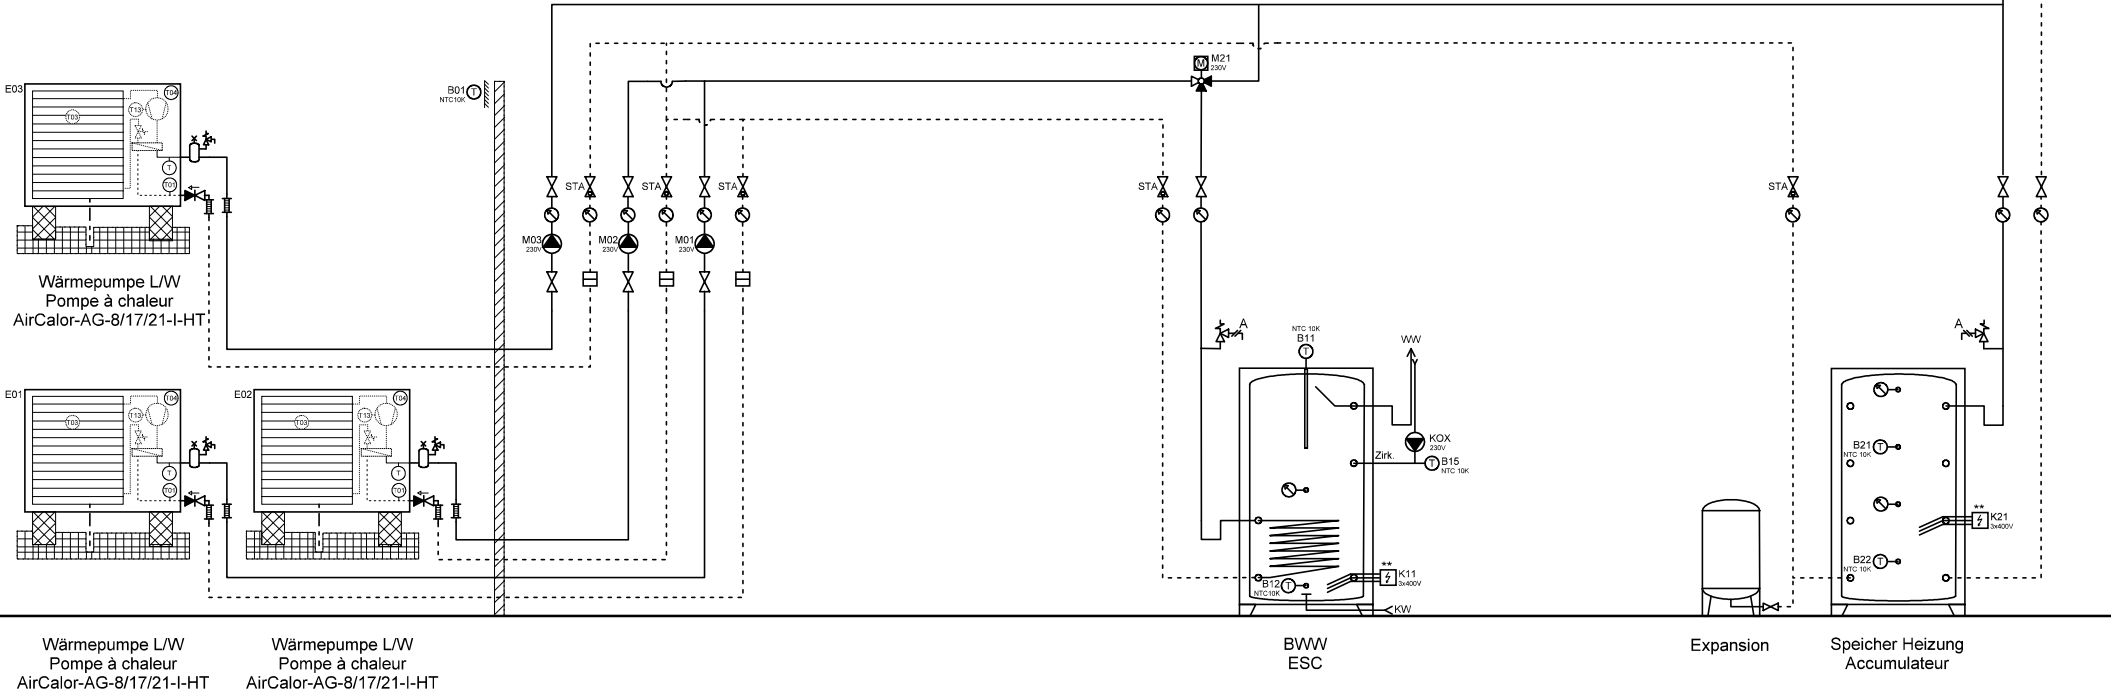 M21
230V
E03
T04
T13
T03
T
T01
B01
T
NTC10K
STA
STA
STA
STA
STA
M03
230V
M02
230V
M01
230V
Wärmepumpe L/W
Pompe à chaleur
AirCalor-AG-8/17/21-I-HT
A
NTC 10K
B11
T
WW
A
E01
T04
T13
T03
T
T01
E02
T04
T13
T03
T
T01
KOX
230V
Zirk.
T
B15
NTC 10K
B21
T
NTC 10K
**
K21
3x400V
B22
T
NTC 10K
**
K11
3x400V
B12
T
NTC10K
KW
Wärmepumpe L/W
Pompe à chaleur
AirCalor-AG-8/17/21-I-HT
Wärmepumpe L/W
Pompe à chaleur
AirCalor-AG-8/17/21-I-HT
BWW
ESC
Expansion
Speicher Heizung
Accumulateur
M